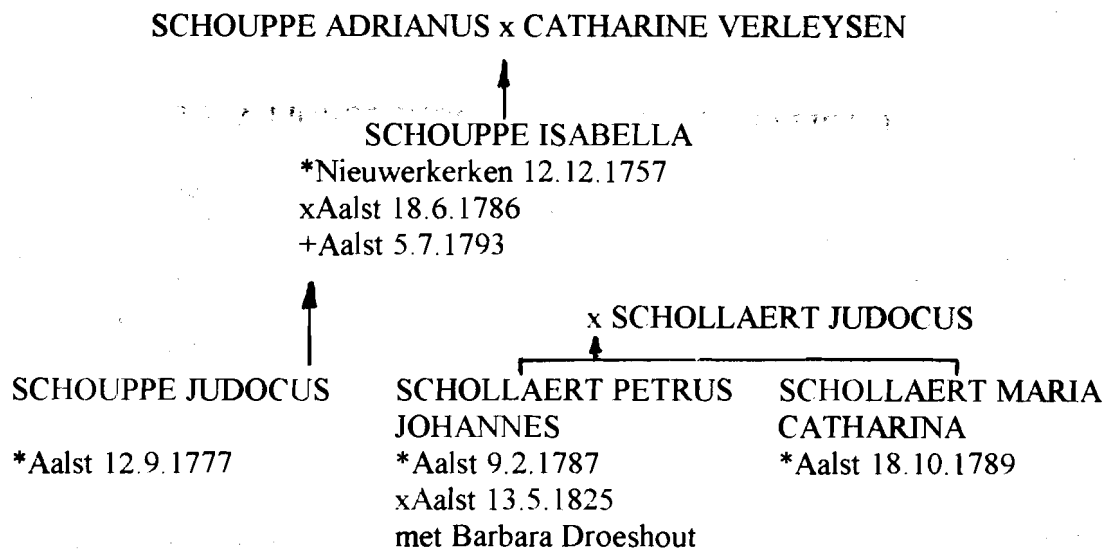 SCHOUPPE ADRIANUS x CATHARINE VERLEYSEN
SCHOUPPE ISABELLA
*Nieuwerkerken 12.12.1757
xAalst 18.6.1786
+Aalst 5.7.1793
x SCHOLLAERT JUDOCUS
SCHOUPPE JUDOCUS
*Aalst 12.9.1777
SCHOLLAERT PETRUS
JOHANNES
*Aalst 9.2.1787
xAalst 13.5.1825
met Barbara Droeshout
SCHOLLAERT MARIA
CATHARINA
*Aalst 18.10.1789